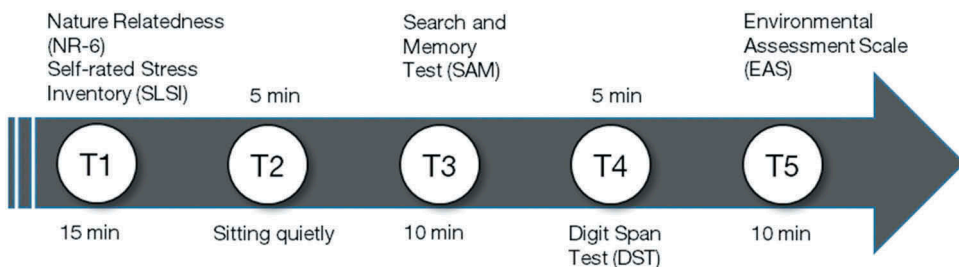 Nature Relatedness
(NR-6)
Self-rated Stress
Inventory (SLSI)
5 min
Search and
Memory
Test (SAM)
5 min
Environmental
Assessment Scale
(EAS)
T1
T2
T3
T4
T5
15 min
Sitting quietly
10 min
Digit Span
Test (DST)
10 min